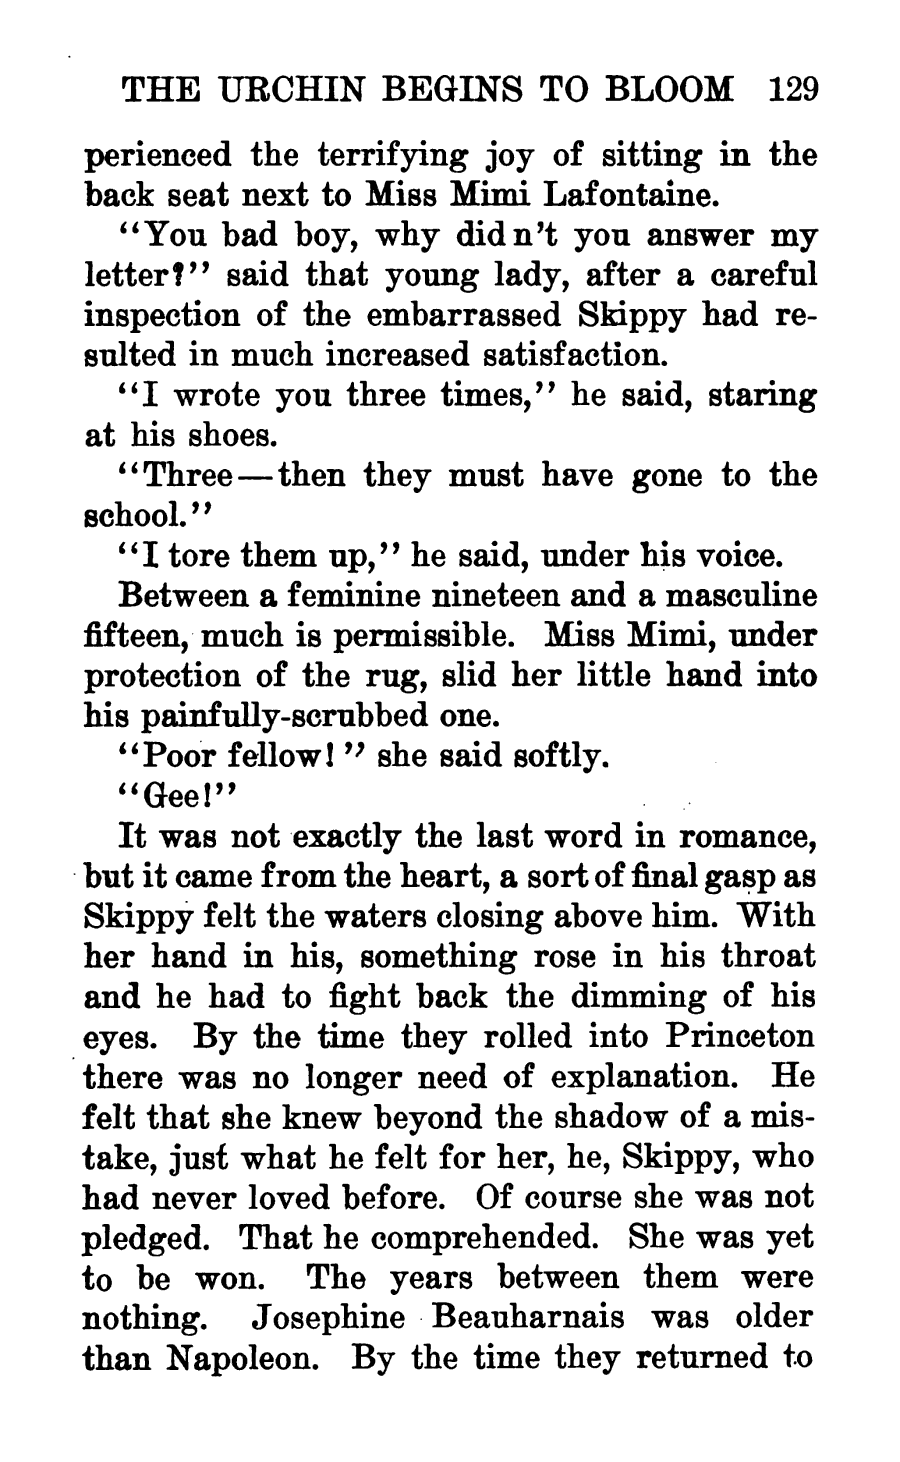 THE URCHIN BEGINS TO BLOOM 129
perienced the terrifying joy of sitting in the
back seat next to Miss Mimi Lafontaine.
“You bad boy, why didn’t you answer my
letter?” said that young lady, after a careful
inspection of the embarrassed Skippy had re-
sulted in much increased satisfaction.
“I wrote you three times,” he said, staring
at his shoes.
“Three—then they must have gone to the
school.”
“I tore them up,” he said, under his voice.
Between a feminine nineteen and a masculine
fifteen, much is permissible. Miss Mimi, under
protection of the rug, slid her little hand into
his painfully-scrubbed one.
“Poor fellow!” she said softly.
“Gee!”
It was not exactly the last word in romance,
but it came from the heart, a sort of final gasp as
Skippy felt the waters closing above him. With
her hand in his, something rose in his throat
and he had to fight back the dimming of his
eyes. By the time they rolled into Princeton
there was no longer need of explanation. He
felt that she knew beyond the shadow of a mis-
take, just what he felt for her, he, Skippy, who
had never loved before. Of course she was not
pledged. That he comprehended. She was yet
to be won. The years between them were
nothing. Josephine Beauharnais was older
than Napoleon. By the time they returned to